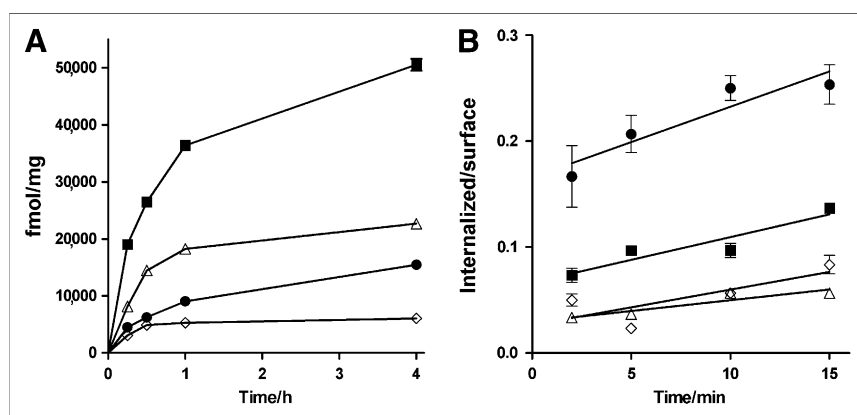 A
50,000
40,000
30,000
20,000
10,000
0
0 1 2 3 4
Time/h
fmol/mg
B
0.3
0.2
0.1
0.0
0 5 10 15
Time/min
Internalized/surface